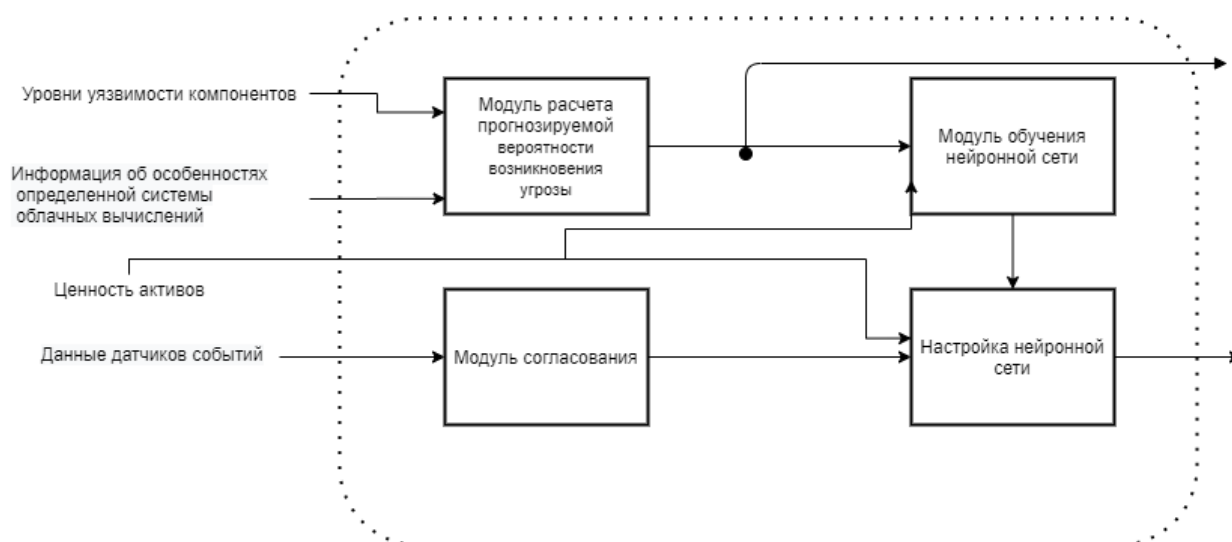 Уровни уязвимости компонентов
Модуль расчета
прогнозируемой
вероятности
возникновения
угрозы
Модуль обучения
нейронной сети
Информация об особенностях
определенной системы
облачных вычислений
Ценность активов
Данные датчиков событий
Модуль согласования
Настройка нейронной
сети